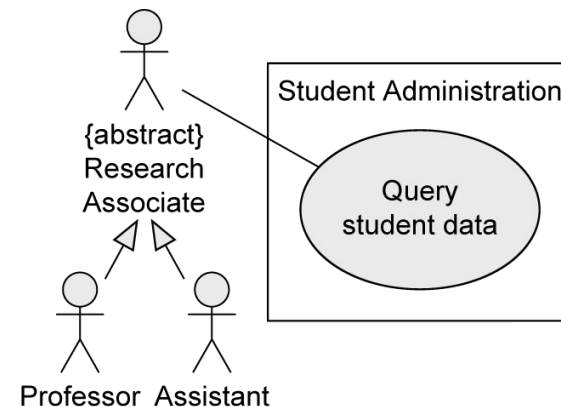 Student Administration
{abstract}
Research
Associate
Query
student data
Professor Assistant